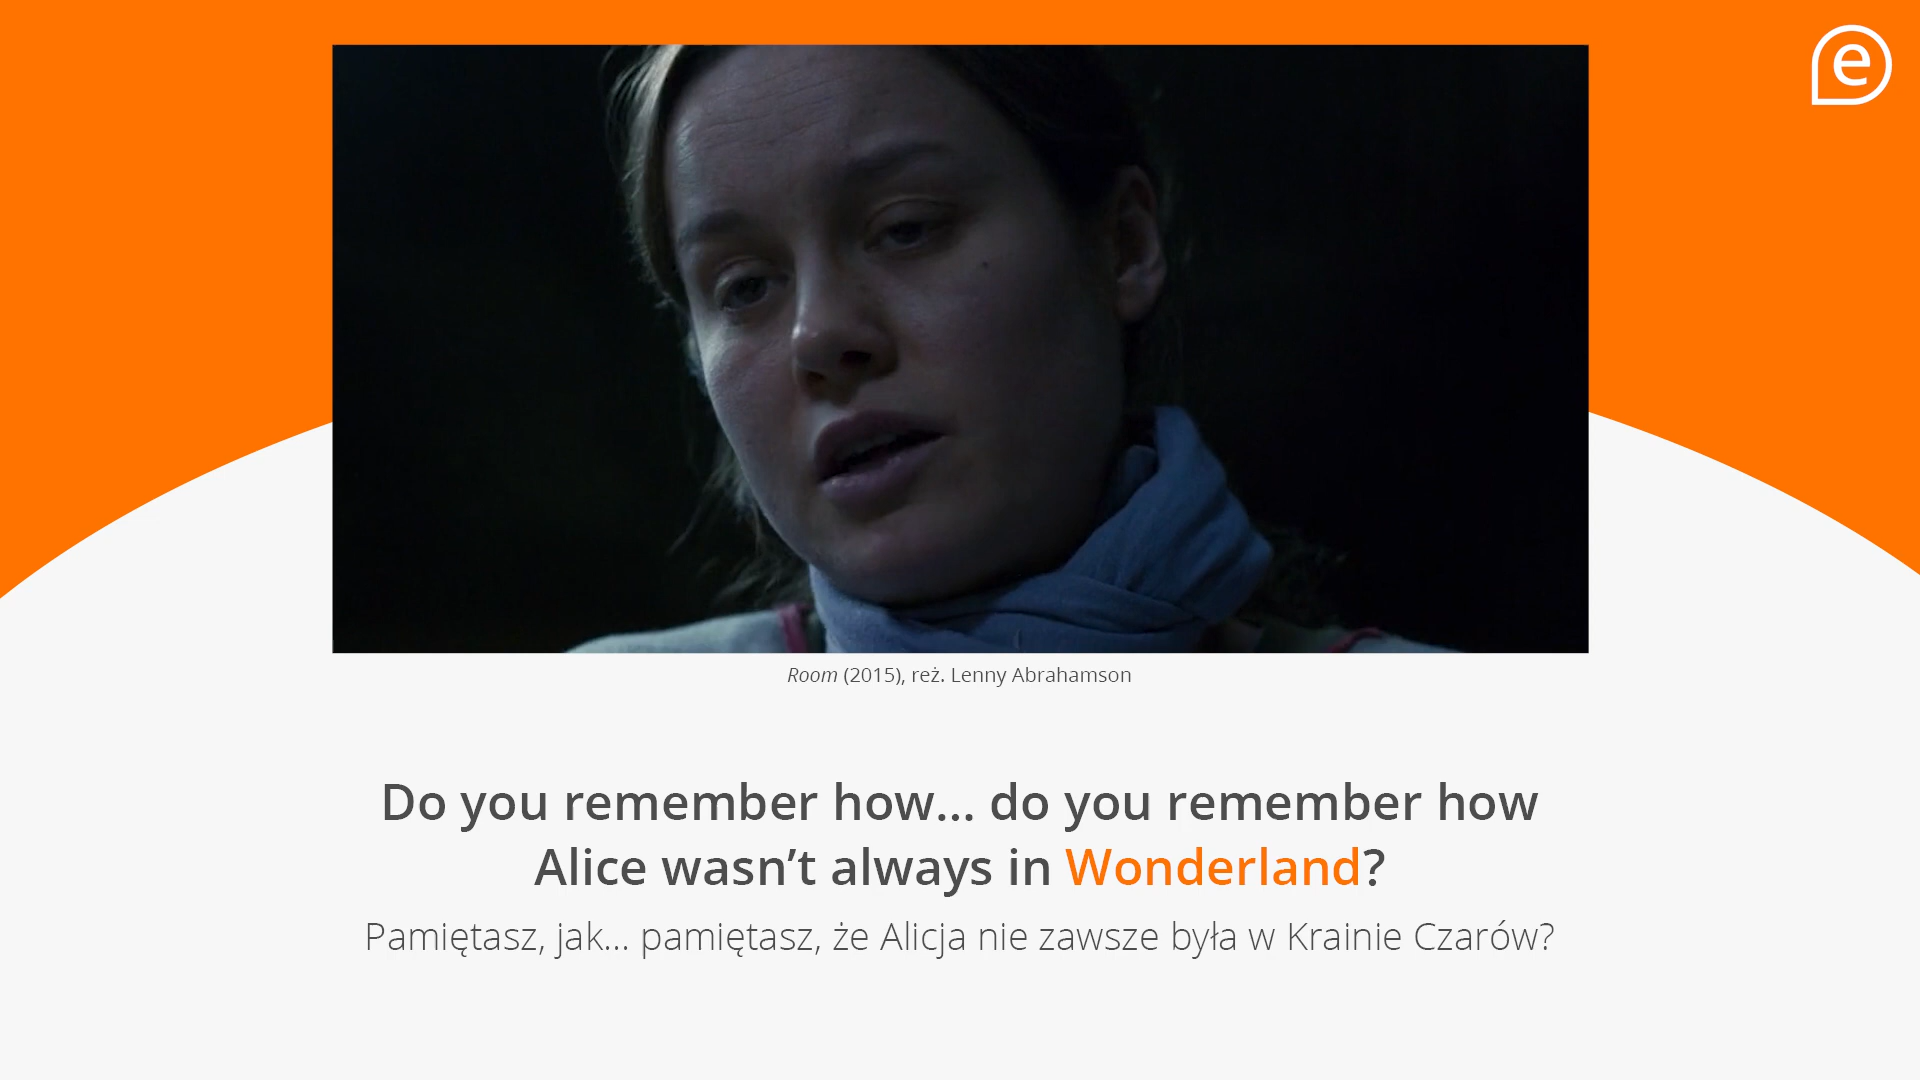 e
Room (2015), reż. Lenny Abrahamson
Do you remember how... do you remember how
Alice wasn’t always in Wonderland?
Pamiętasz, jak... pamiętasz, że Alicja nie zawsze była w Krainie Czarów?